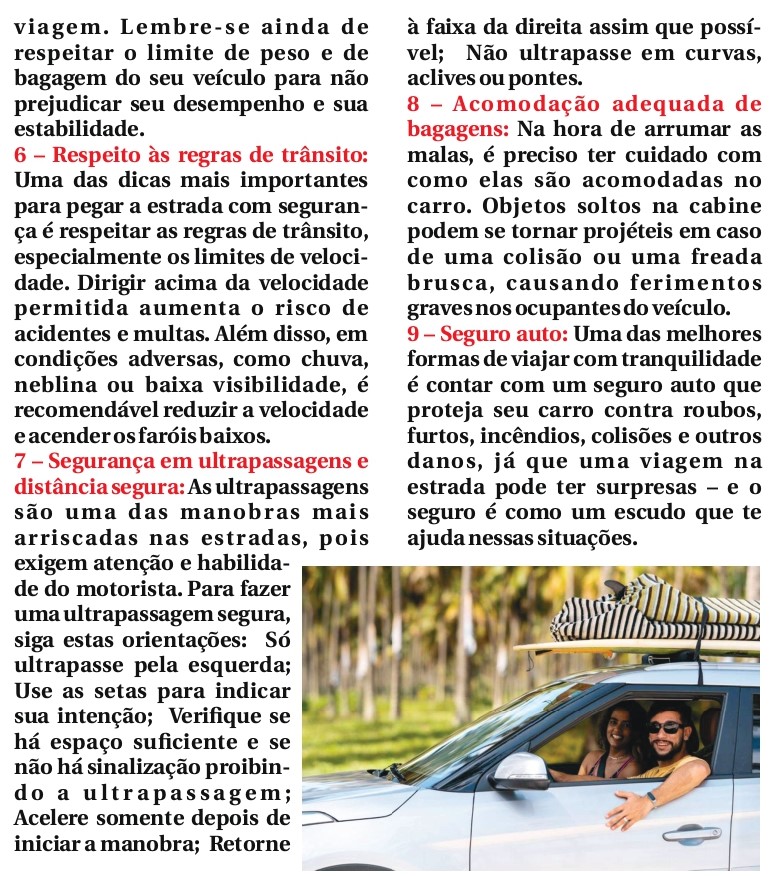 viagem. Lembre-se ainda de
respeitar o limite de peso e de
bagagem do seu veículo para não
prejudicar seu desempenho e sua
estabilidade.
6 – Respeito às regras de trânsito:
Uma das dicas mais importantes
para pegar a estrada com seguran-
ça é respeitar as regras de trânsito,
especialmente os limites de veloci-
dade. Dirigir acima da velocidade
permitida aumenta o risco de
acidentes e multas. Além disso, em
condições adversas, como chuva,
neblina ou baixa visibilidade, é
recomendável reduzir a velocidade
e acender os faróis baixos.
7 – Segurança em ultrapassagens e
distância segura: As ultrapassagens
são uma das manobras mais
arriscadas nas estradas, pois
exigem atenção e habilida-
de do motorista. Para fazer
uma ultrapassagem segura,
siga estas orientações: Só
ultrapasse pela esquerda;
Use as setas para indicar
sua intenção; Verifique se
há espaço suficiente e se
não há sinalização proibin-
do a ultrapassagem;
Acelere somente depois de
iniciar a manobra; Retorne
à faixa da direita assim que possí-
vel; Não ultrapasse em curvas,
aclives ou pontes.
8 – Acomodação adequada de
bagagens: Na hora de arrumar as
malas, é preciso ter cuidado com
como elas são acomodadas no
carro. Objetos soltos na cabine
podem se tornar projéteis em caso
de uma colisão ou uma freada
brusca, causando ferimentos
graves nos ocupantes do veículo.
9 – Seguro auto: Uma das melhores
formas de viajar com tranquilidade
é contar com um seguro auto que
proteja seu carro contra roubos,
furtos, incêndios, colisões e outros
danos, já que uma viagem na
estrada pode ter surpresas – e o
seguro é como um escudo que te
ajuda nessas situações.